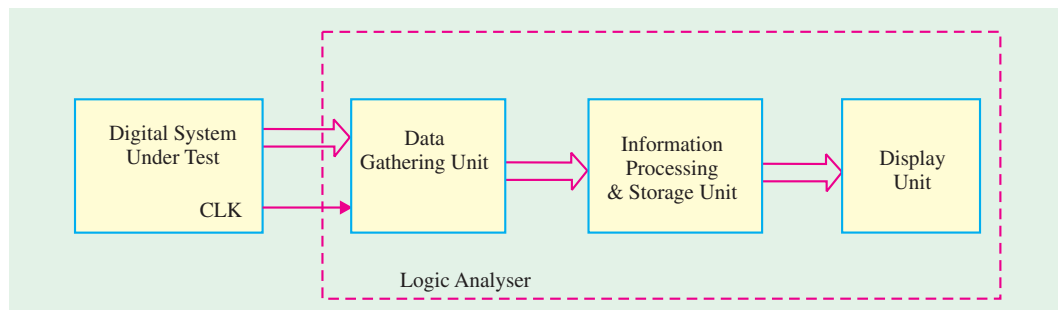 Digital System
Under Test
CLK
Data
Gathering Unit
Information
Processing
& Storage Unit
Display
Unit
Logic Analyser